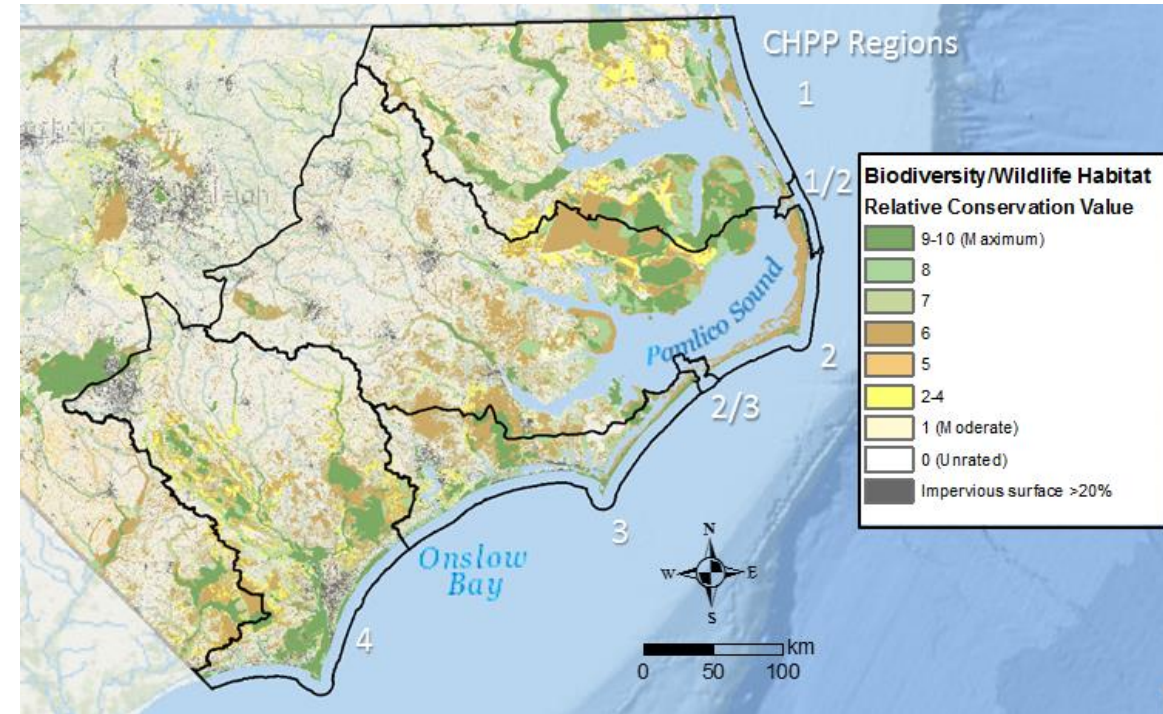 CHPP Regions
1
1/2
Biodiversity/Wildlife Habitat
Relative Conservation Value
9-10 (Maximum)
8
7
6
5
2-4
1 (Moderate)
0 (Unrated)
Impervious surface >20%
Pamlico Sound
2
2/3
3
Onslow
Bay
4
N
W
E
S
km
0 50 100